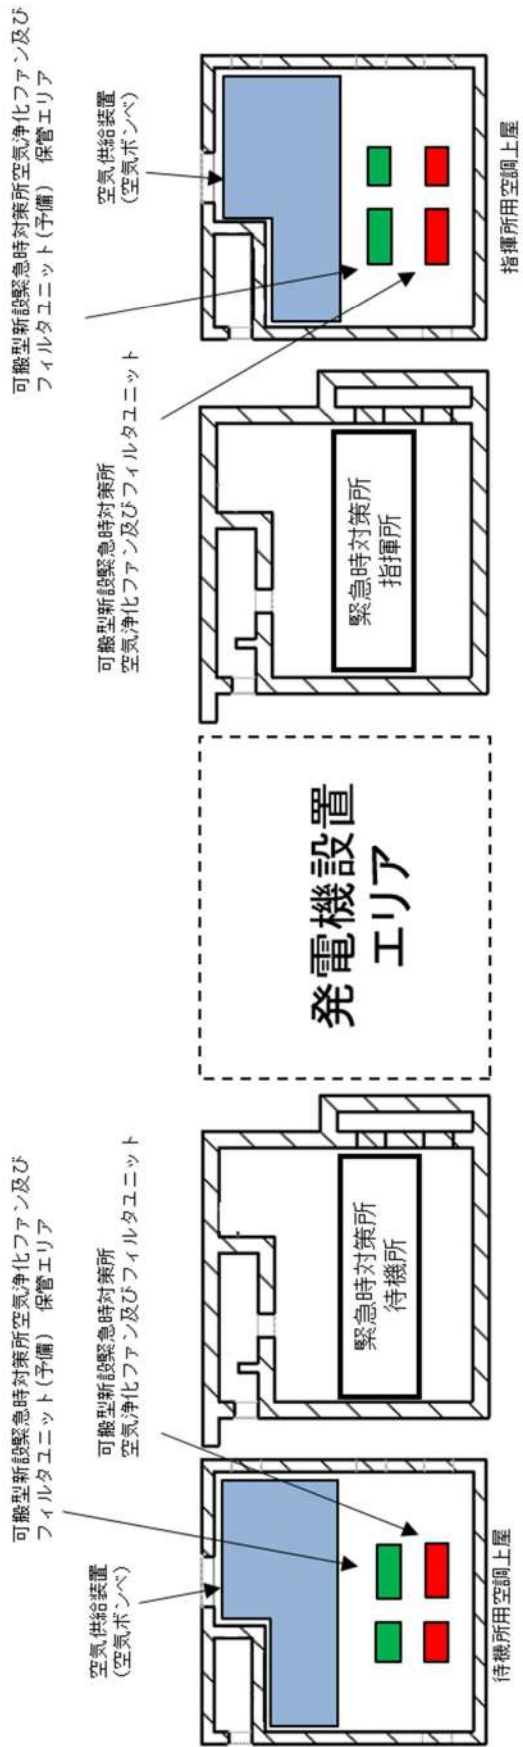 可搬型新設緊急時対策所空気浄化ファン及び
フィルタユニット(予備) 保管エリア
空気供給装置
(空気ボンベ)
可搬型新設緊急時対策所
空気浄化ファン及びフィルタユニット
待機所用空調上屋
緊急時対策所
待機所
発電機設置
エリア
緊急時対策所
指揮所
可搬型新設緊急時対策所
空気浄化ファン及びフィルタユニット
可搬型新設緊急時対策所空気浄化ファン及び
フィルタユニット(予備) 保管エリア
空気供給装置
(空気ボンベ)
指揮所用空調上屋